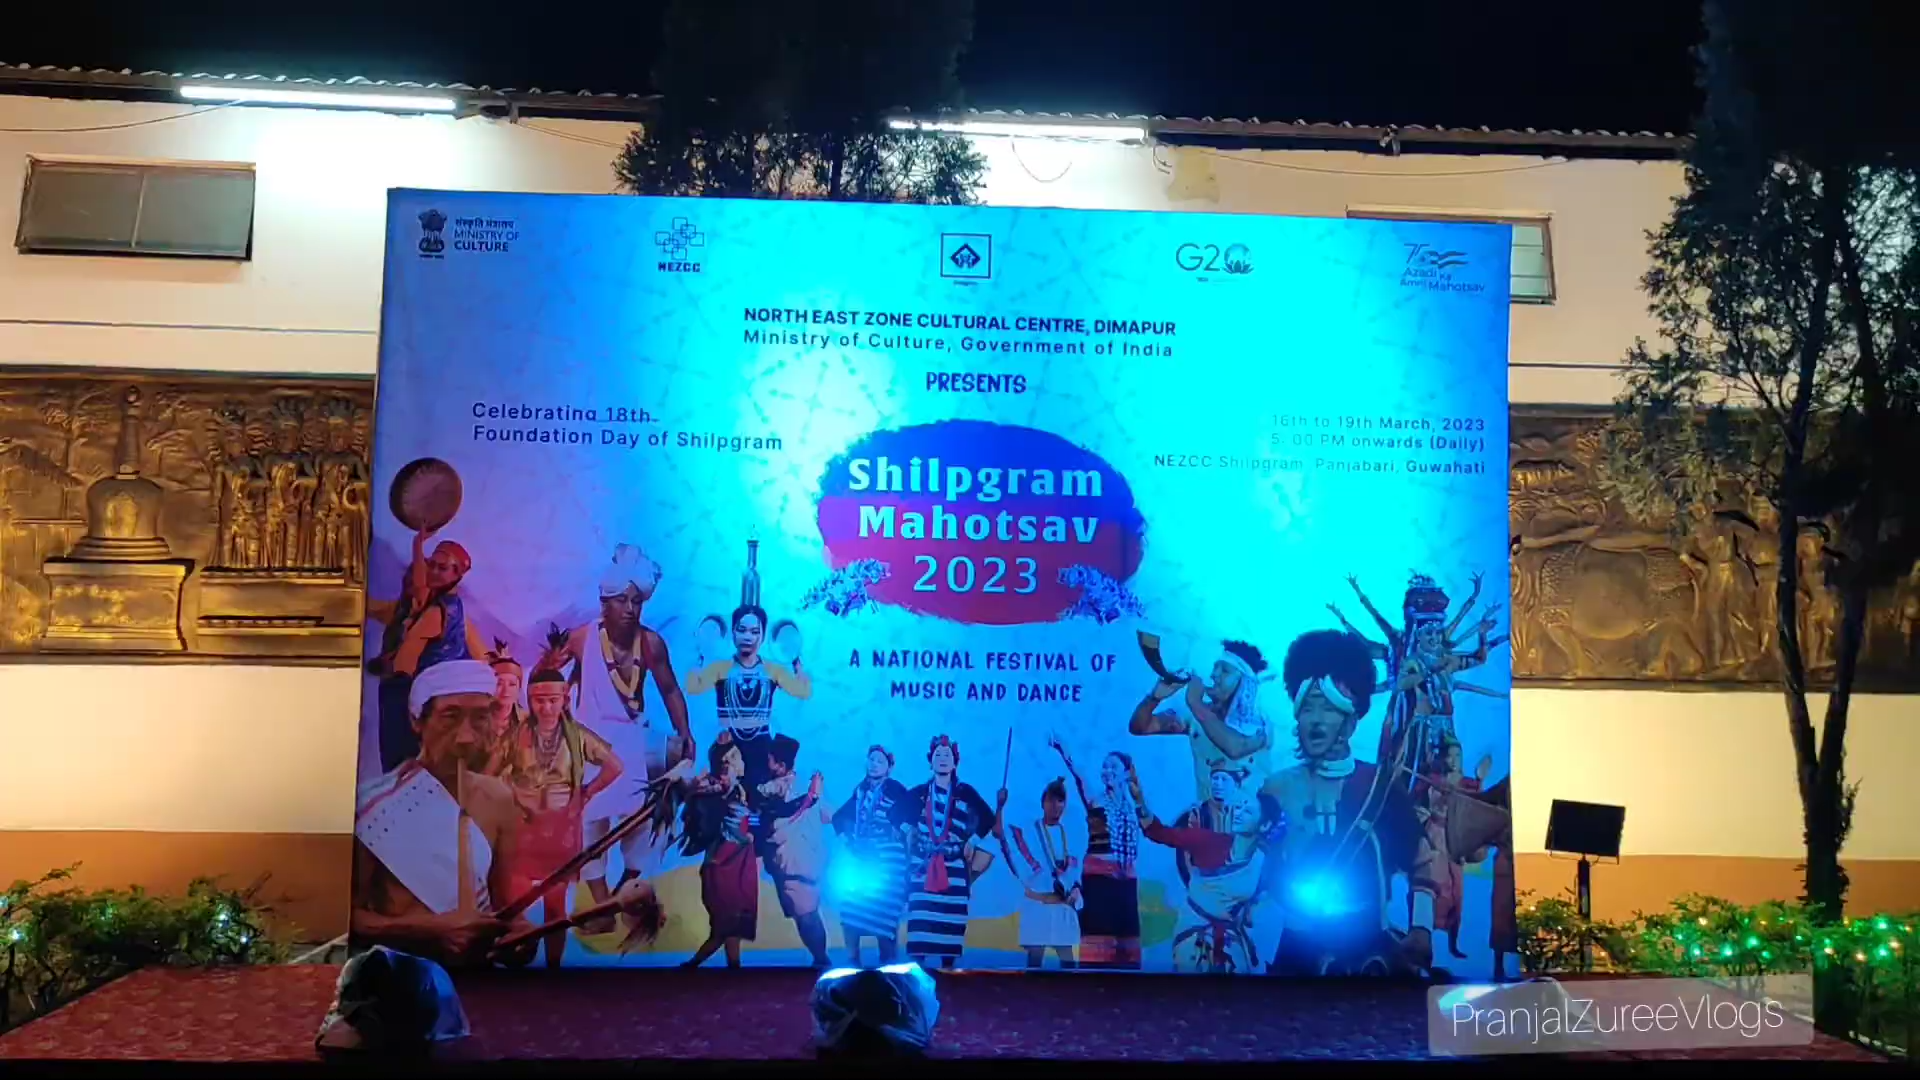 संस्कृति मंत्रालय
MINISTRY OF
CULTURE
NEZCC
G20
75
Azadi Ka
Amrit Mahotsav
NORTH EAST ZONE CULTURAL CENTRE, DIMAPUR
Ministry of Culture, Government of India
PRESENTS
Celebrating 18th
Foundation Day of Shilpgram
16th to 19th March, 2023
5:00 PM onwards (Daily)
NEZCC Shilpgram, Panjabari, Guwahati
Shilpgram
Mahotsav
2023
A NATIONAL FESTIVAL OF
MUSIC AND DANCE
PranjalZureeVlogs